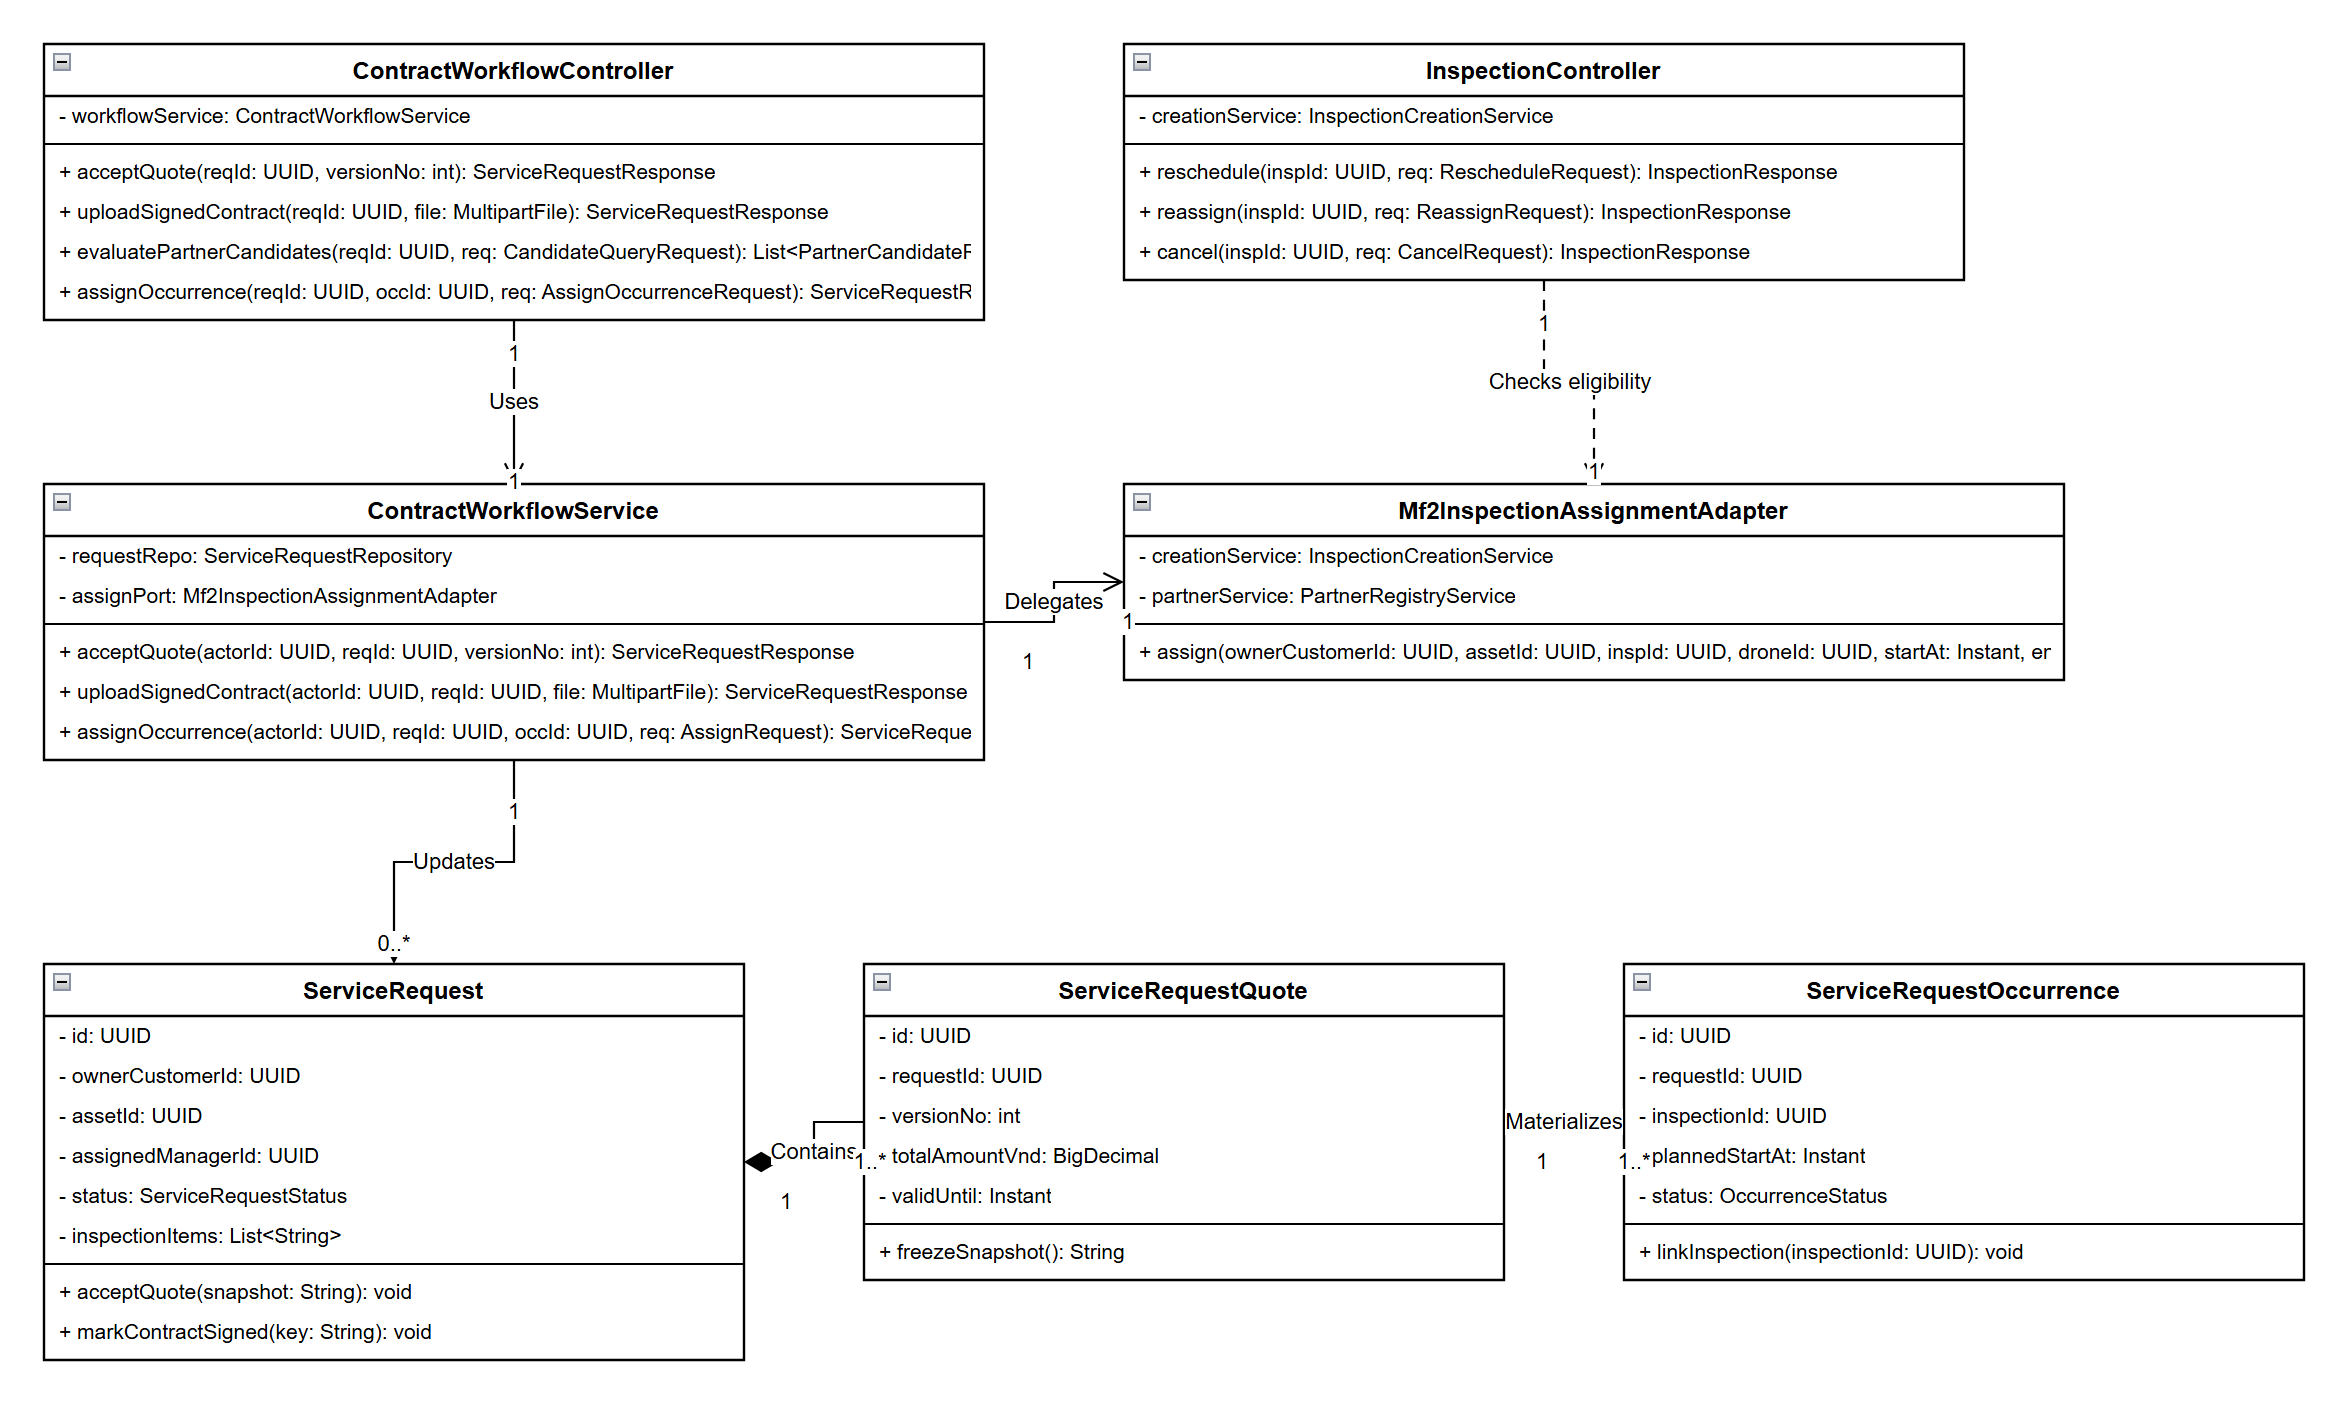 ContractWorkflowController
- workflowService: ContractWorkflowService
+ acceptQuote(reqId: UUID, versionNo: int): ServiceRequestResponse
+ uploadSignedContract(reqId: UUID, file: MultipartFile): ServiceRequestResponse
+ evaluatePartnerCandidates(reqId: UUID, req: CandidateQueryRequest): List<PartnerCandidateR
+ assignOccurrence(reqId: UUID, occId: UUID, req: AssignOccurrenceRequest): ServiceRequestR
InspectionController
- creationService: InspectionCreationService
+ reschedule(inspId: UUID, req: RescheduleRequest): InspectionResponse
+ reassign(inspId: UUID, req: ReassignRequest): InspectionResponse
+ cancel(inspId: UUID, req: CancelRequest): InspectionResponse
1
Uses
1
1
Checks eligibility
1
ContractWorkflowService
- requestRepo: ServiceRequestRepository
- assignPort: Mf2InspectionAssignmentAdapter
+ acceptQuote(actorId: UUID, reqId: UUID, versionNo: int): ServiceRequestResponse
+ uploadSignedContract(actorId: UUID, reqId: UUID, file: MultipartFile): ServiceRequestResponse
+ assignOccurrence(actorId: UUID, reqId: UUID, occId: UUID, req: AssignRequest): ServiceReque
Delegates
1
1
Mf2InspectionAssignmentAdapter
- creationService: InspectionCreationService
- partnerService: PartnerRegistryService
+ assign(ownerCustomerId: UUID, assetId: UUID, inspId: UUID, droneId: UUID, startAt: Instant, er
1
Updates
0..*
ServiceRequest
- id: UUID
- ownerCustomerId: UUID
- assetId: UUID
- assignedManagerId: UUID
- status: ServiceRequestStatus
- inspectionItems: List<String>
+ acceptQuote(snapshot: String): void
+ markContractSigned(key: String): void
Contains
1
1..*
ServiceRequestQuote
- id: UUID
- requestId: UUID
- versionNo: int
totalAmountVnd: BigDecimal
- validUntil: Instant
+ freezeSnapshot(): String
Materializes
1
1..*
ServiceRequestOccurrence
- id: UUID
- requestId: UUID
- inspectionId: UUID
plannedStartAt: Instant
- status: OccurrenceStatus
+ linkInspection(inspectionId: UUID): void